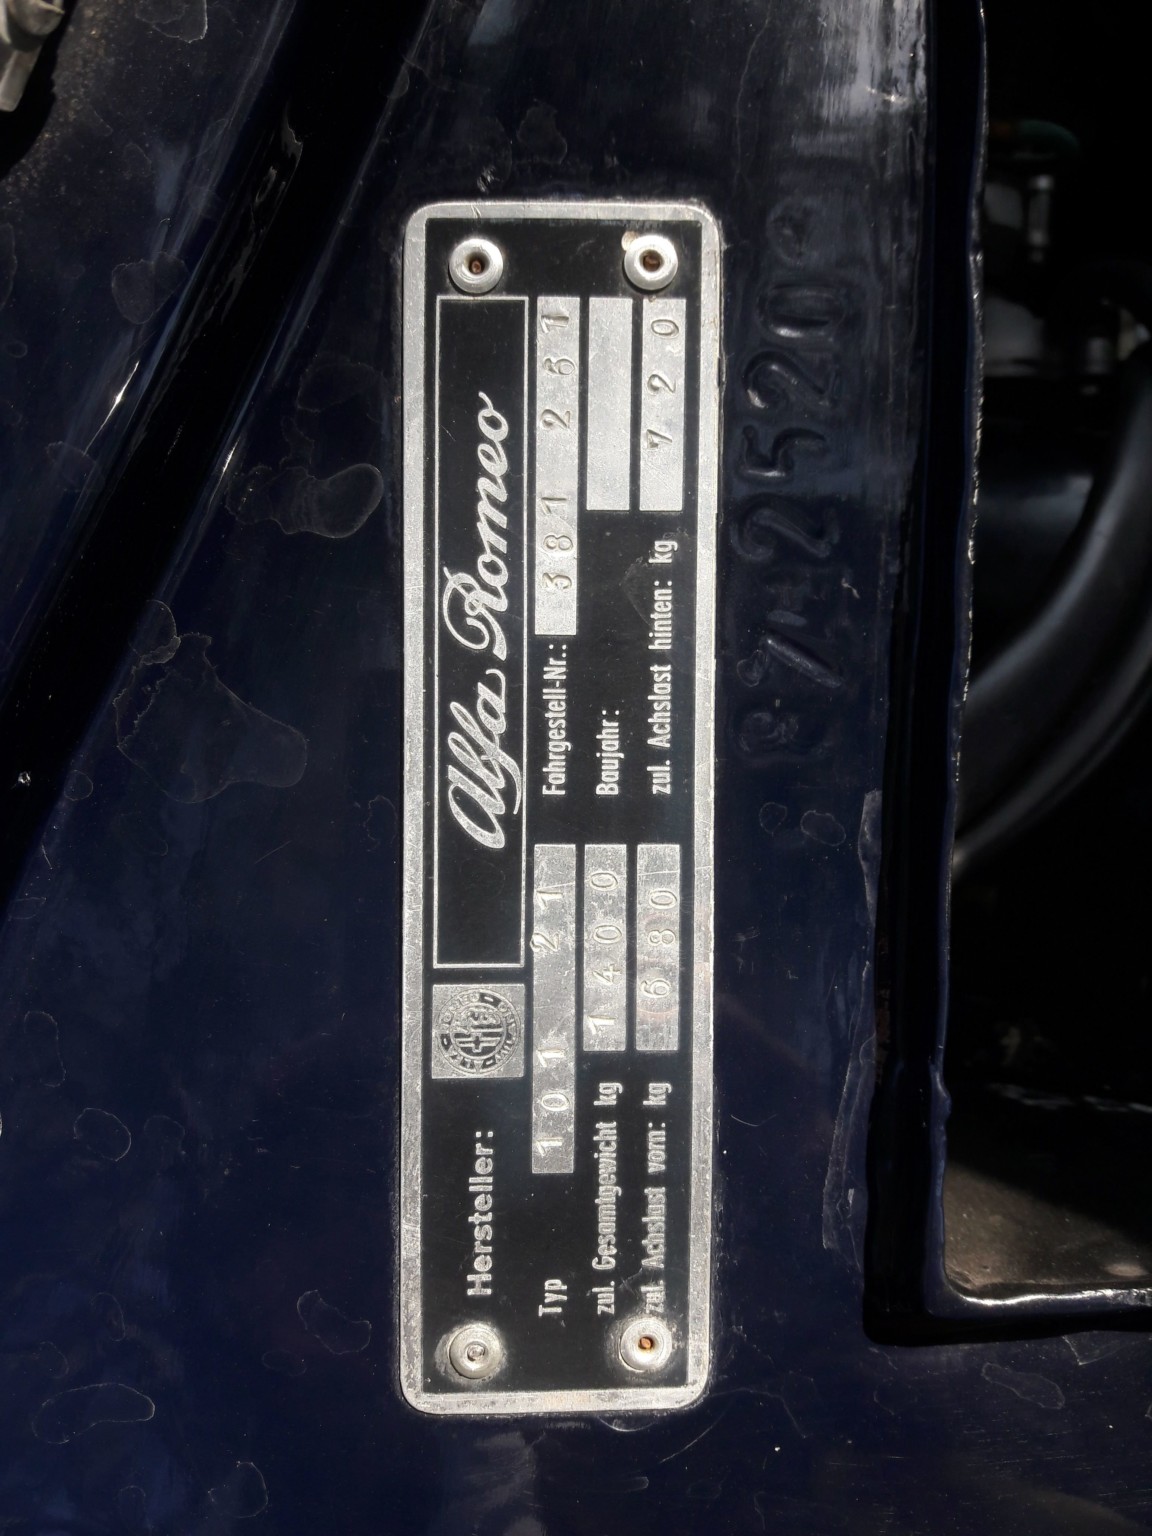 Hersteller: Alfa Romeo
Typ 101 21 Fahrgestell-Nr.: 381 261
zul. Gesamtgewicht kg 1400 Baujahr:
zul. Achslast vorn: kg 680 zul. Achslast hinten: kg 720